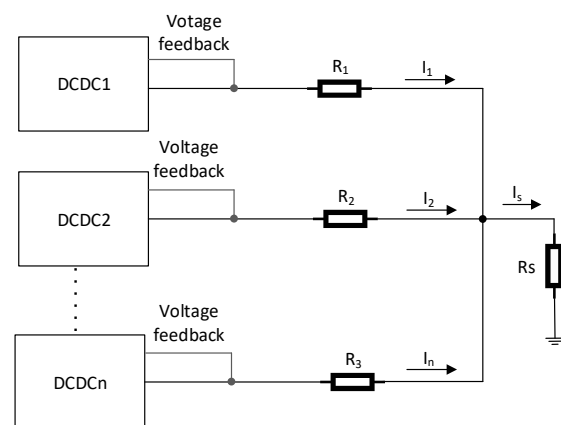 Votage
feedback
DCDC1
R1
I1
Voltage
feedback
DCDC2
R2
I2
Is
Rs
Voltage
feedback
DCDCn
R3
In